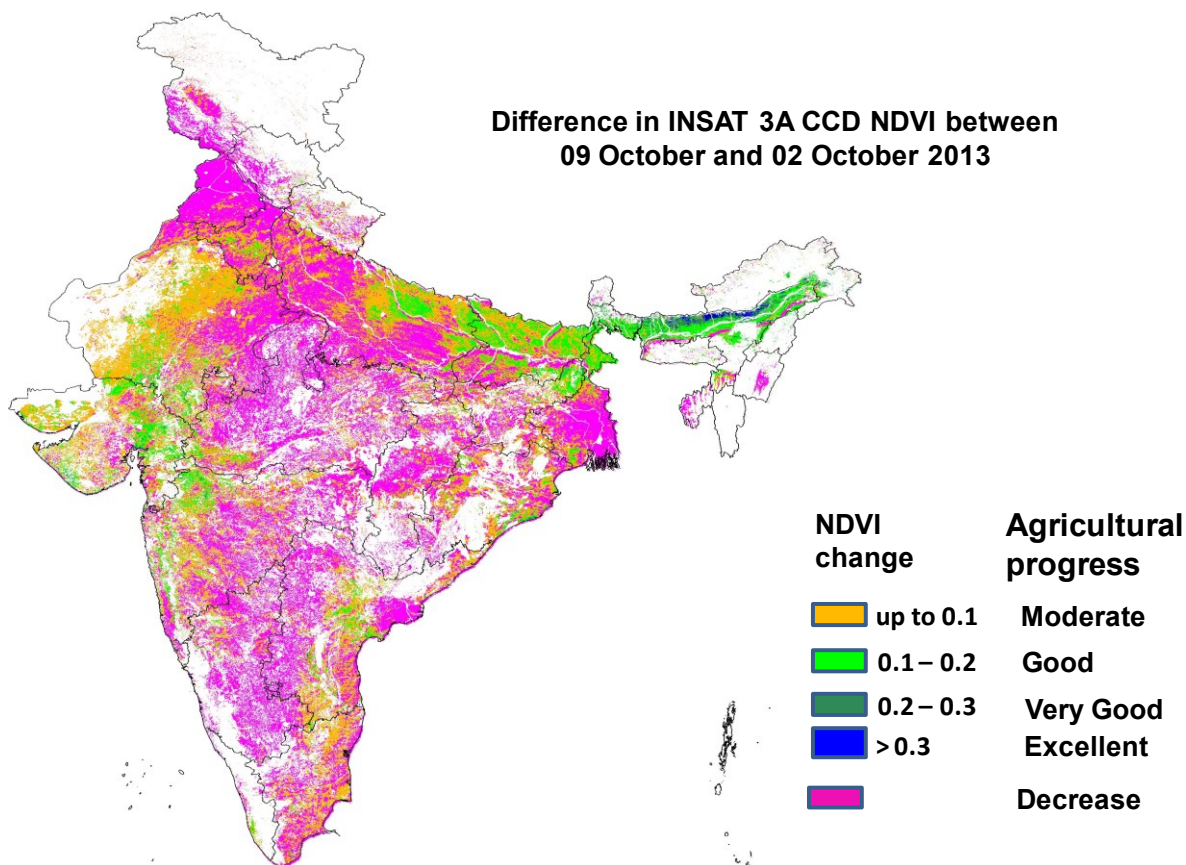 Difference in INSAT 3A CCD NDVI between
09 October and 02 October 2013
NDVI change
Agricultural progress
up to 0.1 Moderate
0.1 – 0.2 Good
0.2 – 0.3 Very Good
> 0.3 Excellent
Decrease